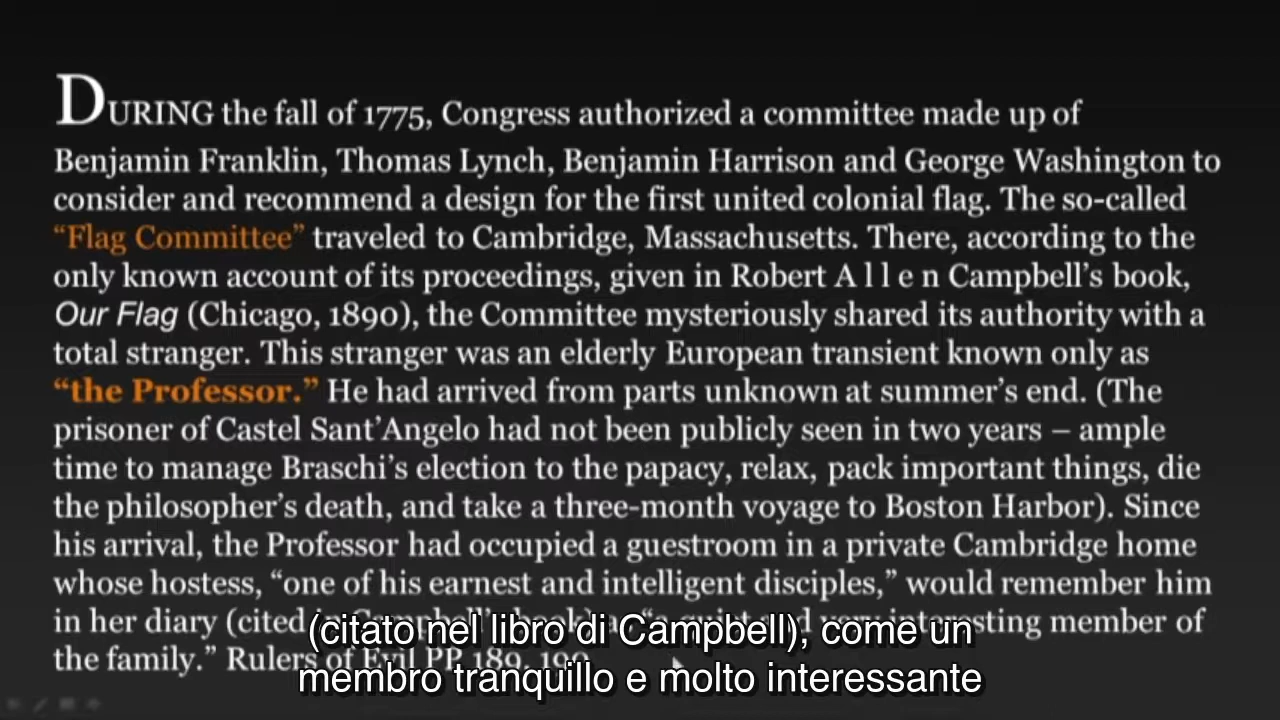 DURING the fall of 1775, Congress authorized a committee made up of
Benjamin Franklin, Thomas Lynch, Benjamin Harrison and George Washington to
consider and recommend a design for the first united colonial flag. The so-called
“Flag Committee” traveled to Cambridge, Massachusetts. There, according to the
only known account of its proceedings, given in Robert A l l e n Campbell’s book,
Our Flag (Chicago, 1890), the Committee mysteriously shared its authority with a
total stranger. This stranger was an elderly European transient known only as
“the Professor.” He had arrived from parts unknown at summer’s end. (The
prisoner of Castel Sant’Angelo had not been publicly seen in two years – ample
time to manage Braschi’s election to the papacy, relax, pack important things, die
the philosopher’s death, and take a three-month voyage to Boston Harbor). Since
his arrival, the Professor had occupied a guestroom in a private Cambridge home
whose hostess, “one of his earnest and intelligent disciples,” would remember him
in her diary (cited in Campbell’s book) as “a quiet and very interesting member of
the family.” Rulers of Evil PP 189, 190
(citato nel libro di Campbell), come un
membro tranquillo e molto interessante